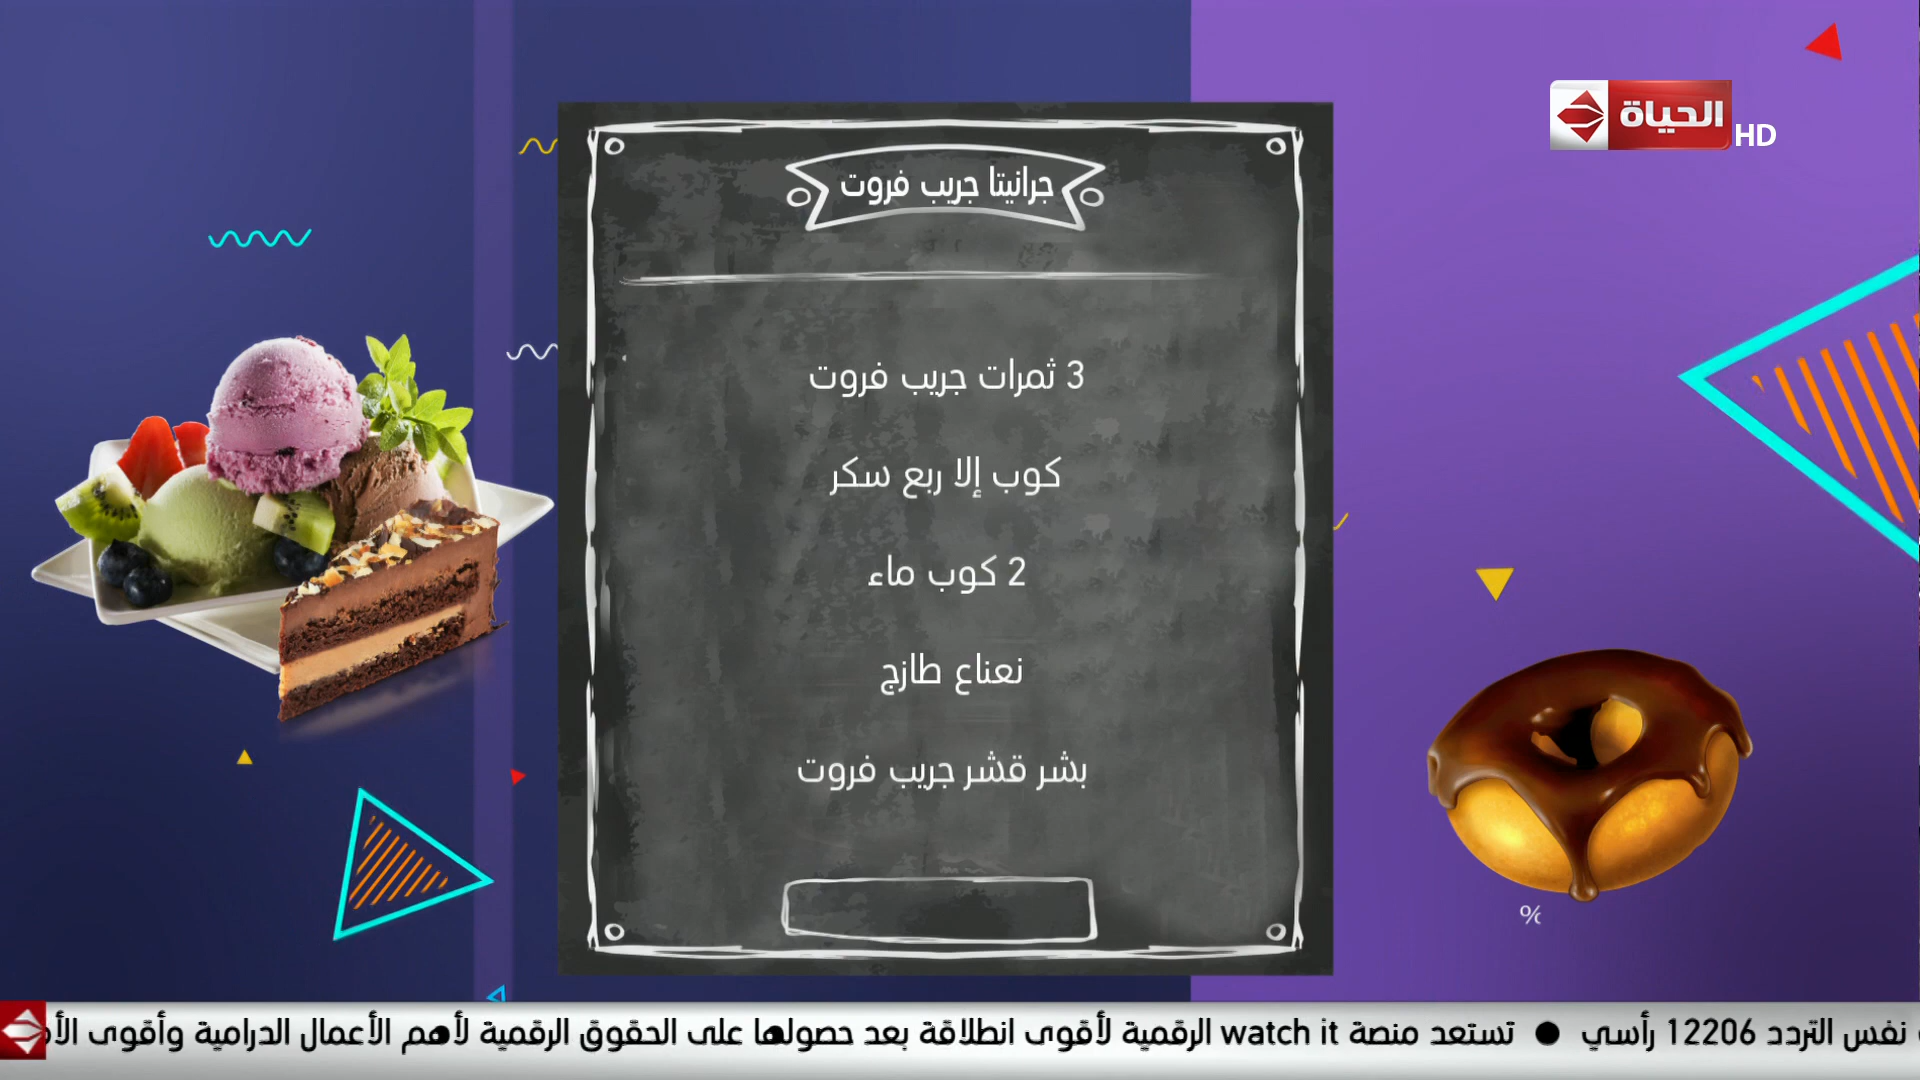 الحياة
HD
جرانيتا جريب فروت
3 ثمرات جريب فروت
كوب إلا ربع سكر
2 كوب ماء
نعناع طازج
بشر قشر جريب فروت
%
نفس التردد 12206 رأسي ● تستعد منصة watch it الرقمية لأقوى انطلاقة بعد حصولها على الحقوق الرقمية لأهم الأعمال الدرامية وأقوى